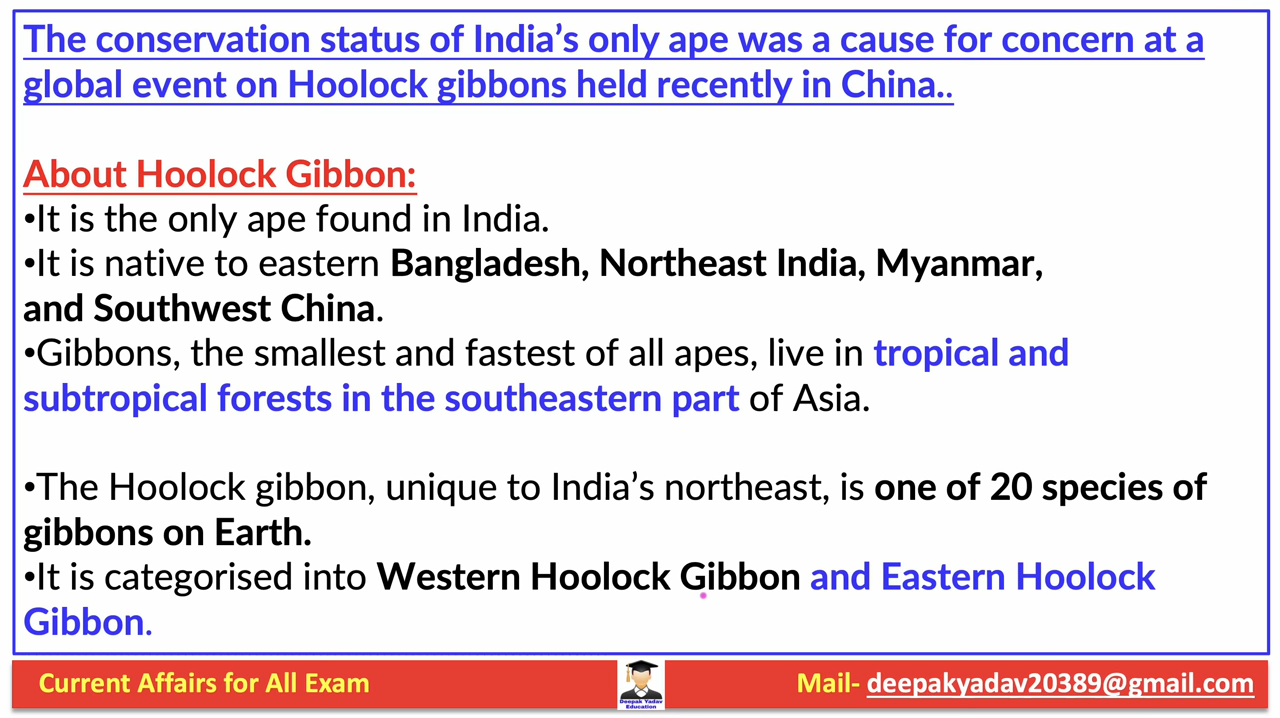 The conservation status of India’s only ape was a cause for concern at a
global event on Hoolock gibbons held recently in China..
About Hoolock Gibbon:
•It is the only ape found in India.
•It is native to eastern Bangladesh, Northeast India, Myanmar,
and Southwest China.
•Gibbons, the smallest and fastest of all apes, live in tropical and
subtropical forests in the southeastern part of Asia.
•The Hoolock gibbon, unique to India’s northeast, is one of 20 species of
gibbons on Earth.
•It is categorised into Western Hoolock Gibbon and Eastern Hoolock
Gibbon.
Current Affairs for All Exam
Deepak Yadav
Education
Mail- deepakyadav20389@gmail.com